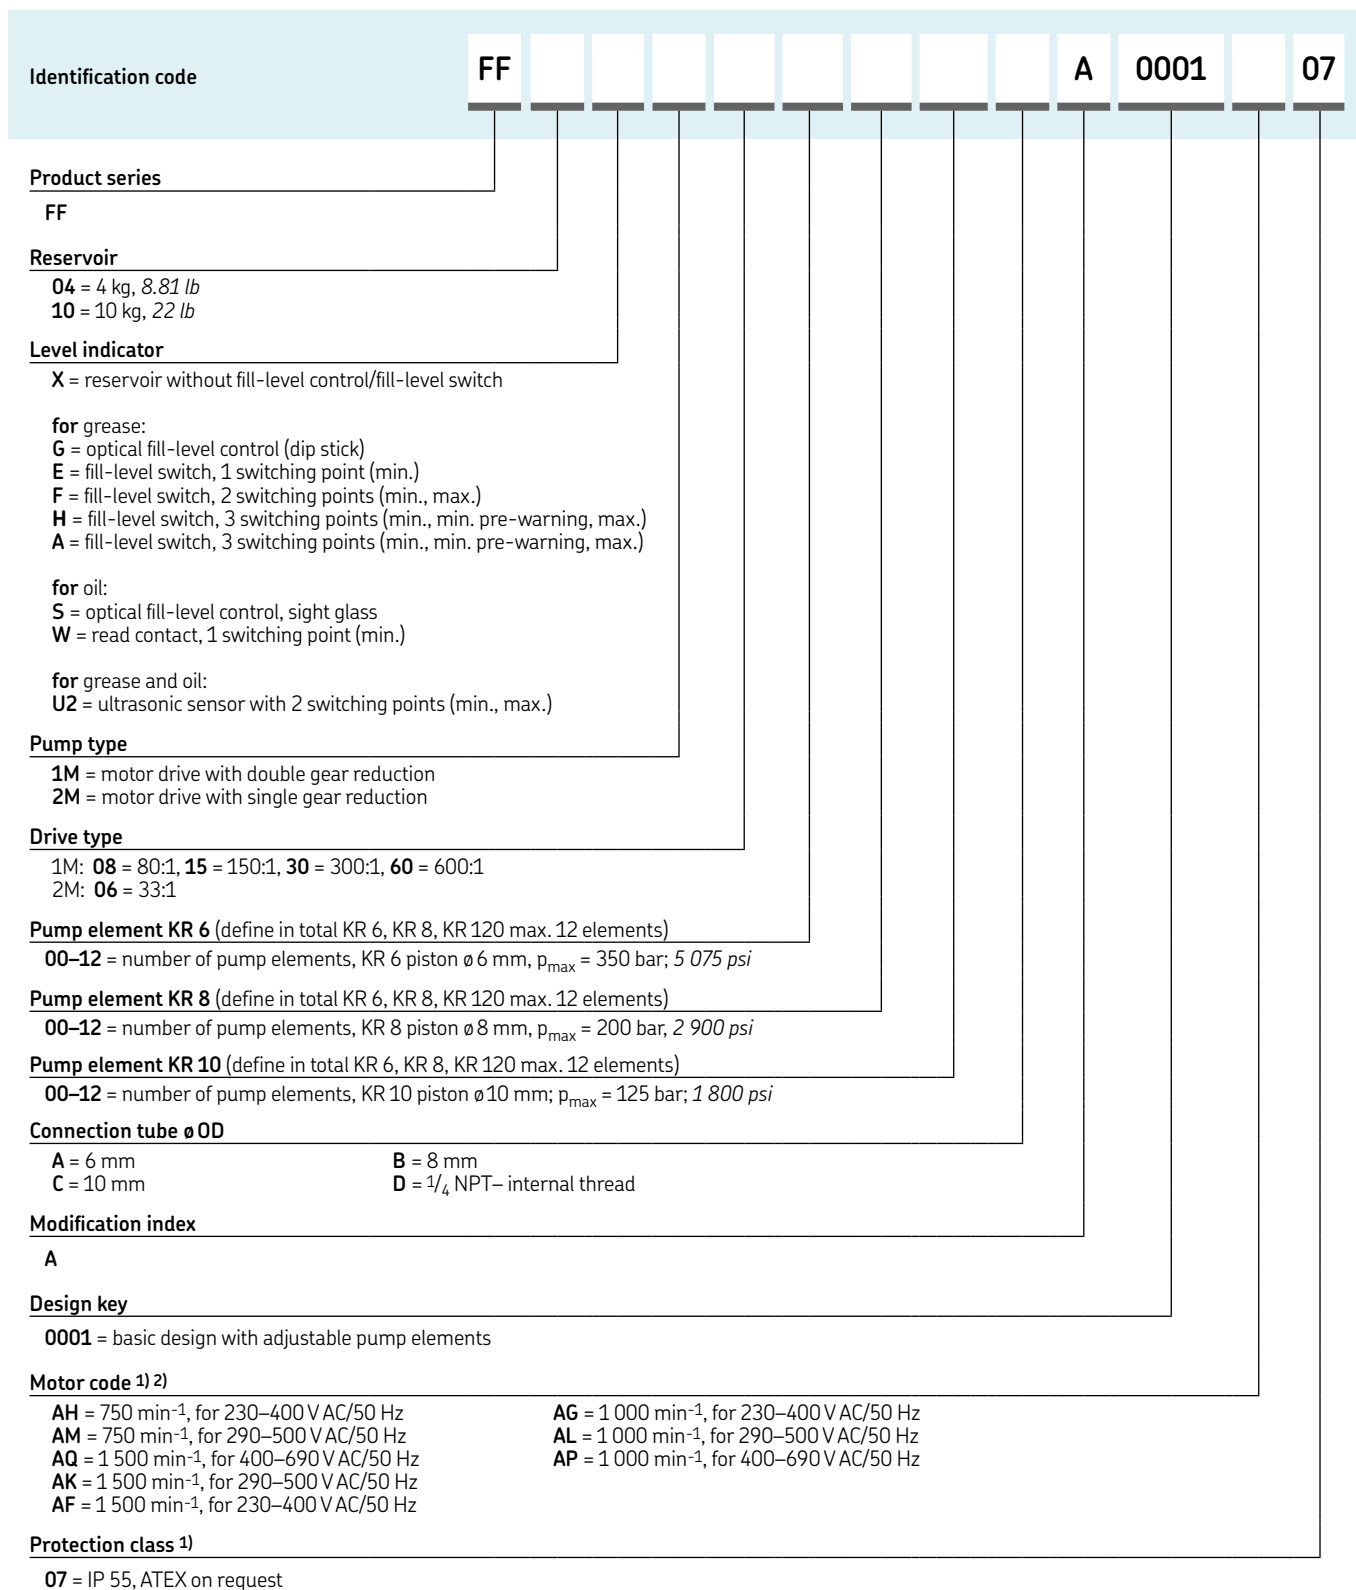 Identification code FF A 0001 07
Product series
FF
Reservoir
04 = 4 kg, 8.81 lb
10 = 10 kg, 22 lb
Level indicator
X = reservoir without fill-level control/fill-level switch
for grease:
G = optical fill-level control (dip stick)
E = fill-level switch, 1 switching point (min.)
F = fill-level switch, 2 switching points (min., max.)
H = fill-level switch, 3 switching points (min., min. pre-warning, max.)
A = fill-level switch, 3 switching points (min., min. pre-warning, max.)
for oil:
S = optical fill-level control, sight glass
W = read contact, 1 switching point (min.)
for grease and oil:
U2 = ultrasonic sensor with 2 switching points (min., max.)
Pump type
1M = motor drive with double gear reduction
2M = motor drive with single gear reduction
Drive type
1M: 08 = 80:1, 15 = 150:1, 30 = 300:1, 60 = 600:1
2M: 06 = 33:1
Pump element KR 6 (define in total KR 6, KR 8, KR 120 max. 12 elements)
00–12 = number of pump elements, KR 6 piston ø 6 mm, pmax = 350 bar; 5 075 psi
Pump element KR 8 (define in total KR 6, KR 8, KR 120 max. 12 elements)
00–12 = number of pump elements, KR 8 piston ø 8 mm, pmax = 200 bar, 2 900 psi
Pump element KR 10 (define in total KR 6, KR 8, KR 120 max. 12 elements)
00–12 = number of pump elements, KR 10 piston ø 10 mm; pmax = 125 bar; 1 800 psi
Connection tube ø OD
A = 6 mm B = 8 mm
C = 10 mm D = 1/4 NPT– internal thread
Modification index
A
Design key
0001 = basic design with adjustable pump elements
Motor code 1) 2)
AH = 750 min-1, for 230–400 V AC/50 Hz AG = 1 000 min-1, for 230–400 V AC/50 Hz
AM = 750 min-1, for 290–500 V AC/50 Hz AL = 1 000 min-1, for 290–500 V AC/50 Hz
AQ = 1 500 min-1, for 400–690 V AC/50 Hz AP = 1 000 min-1, for 400–690 V AC/50 Hz
AK = 1 500 min-1, for 290–500 V AC/50 Hz
AF = 1 500 min-1, for 230–400 V AC/50 Hz
Protection class 1)
07 = IP 55, ATEX on request